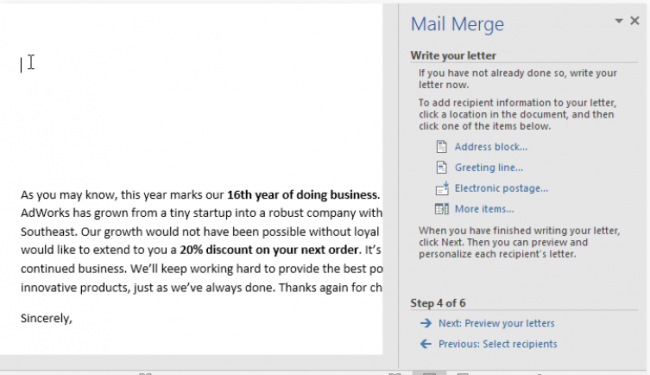 Mail Merge
Write your letter
If you have not already done so, write your
letter now.
To add recipient information to your letter,
click a location in the document, and then
click one of the items below.
Address block...
Greeting line...
Electronic postage...
More items...
When you have finished writing your letter,
click Next. Then you can preview and
personalize each recipient's letter.
Step 4 of 6
Next: Preview your letters
Previous: Select recipients
As you may know, this year marks our 16th year of doing business.
AdWorks has grown from a tiny startup into a robust company with
Southeast. Our growth would not have been possible without loyal
would like to extend to you a 20% discount on your next order. It's
continued business. We'll keep working hard to provide the best po
innovative products, just as we've always done. Thanks again for ch
Sincerely,